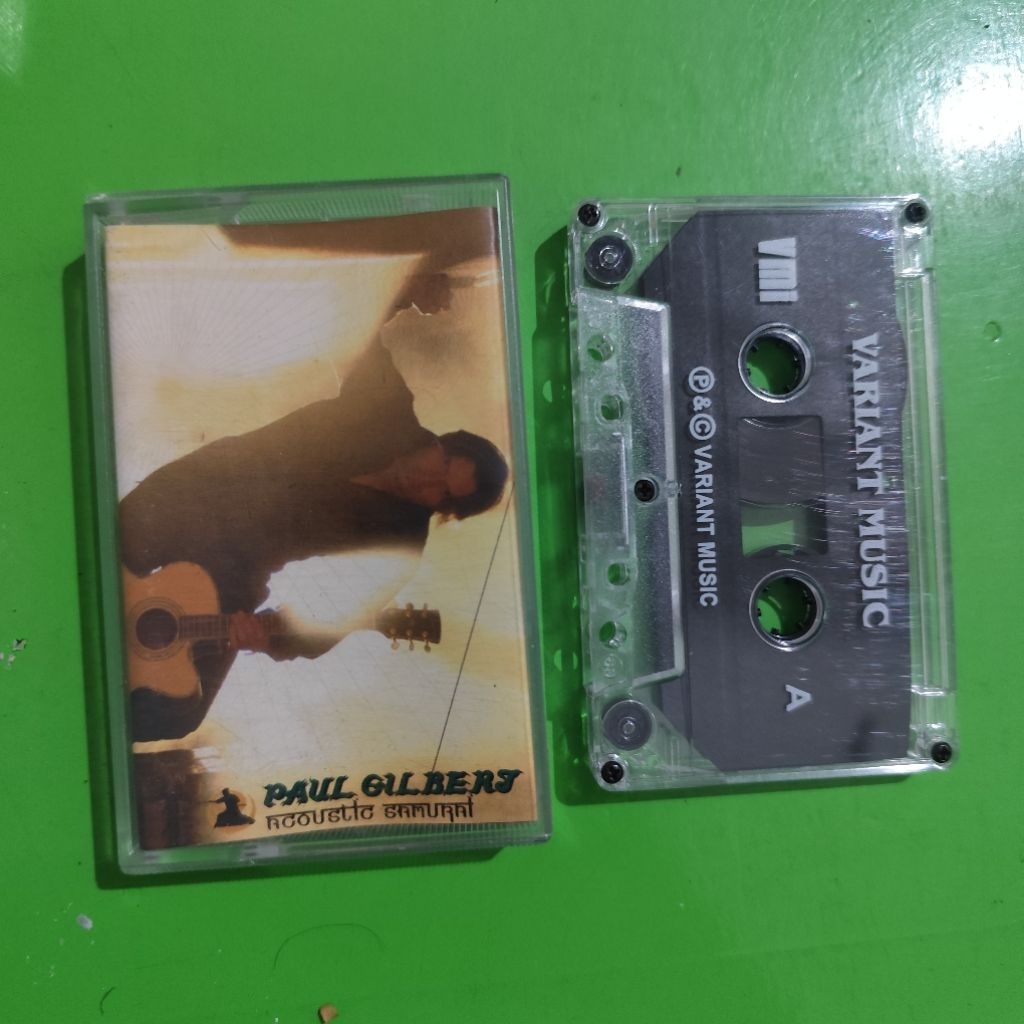 PAUL GILBERT
ACOUSTIC SAMURAI
VMI
VARIANT MUSIC
℗ & © VARIANT MUSIC
A